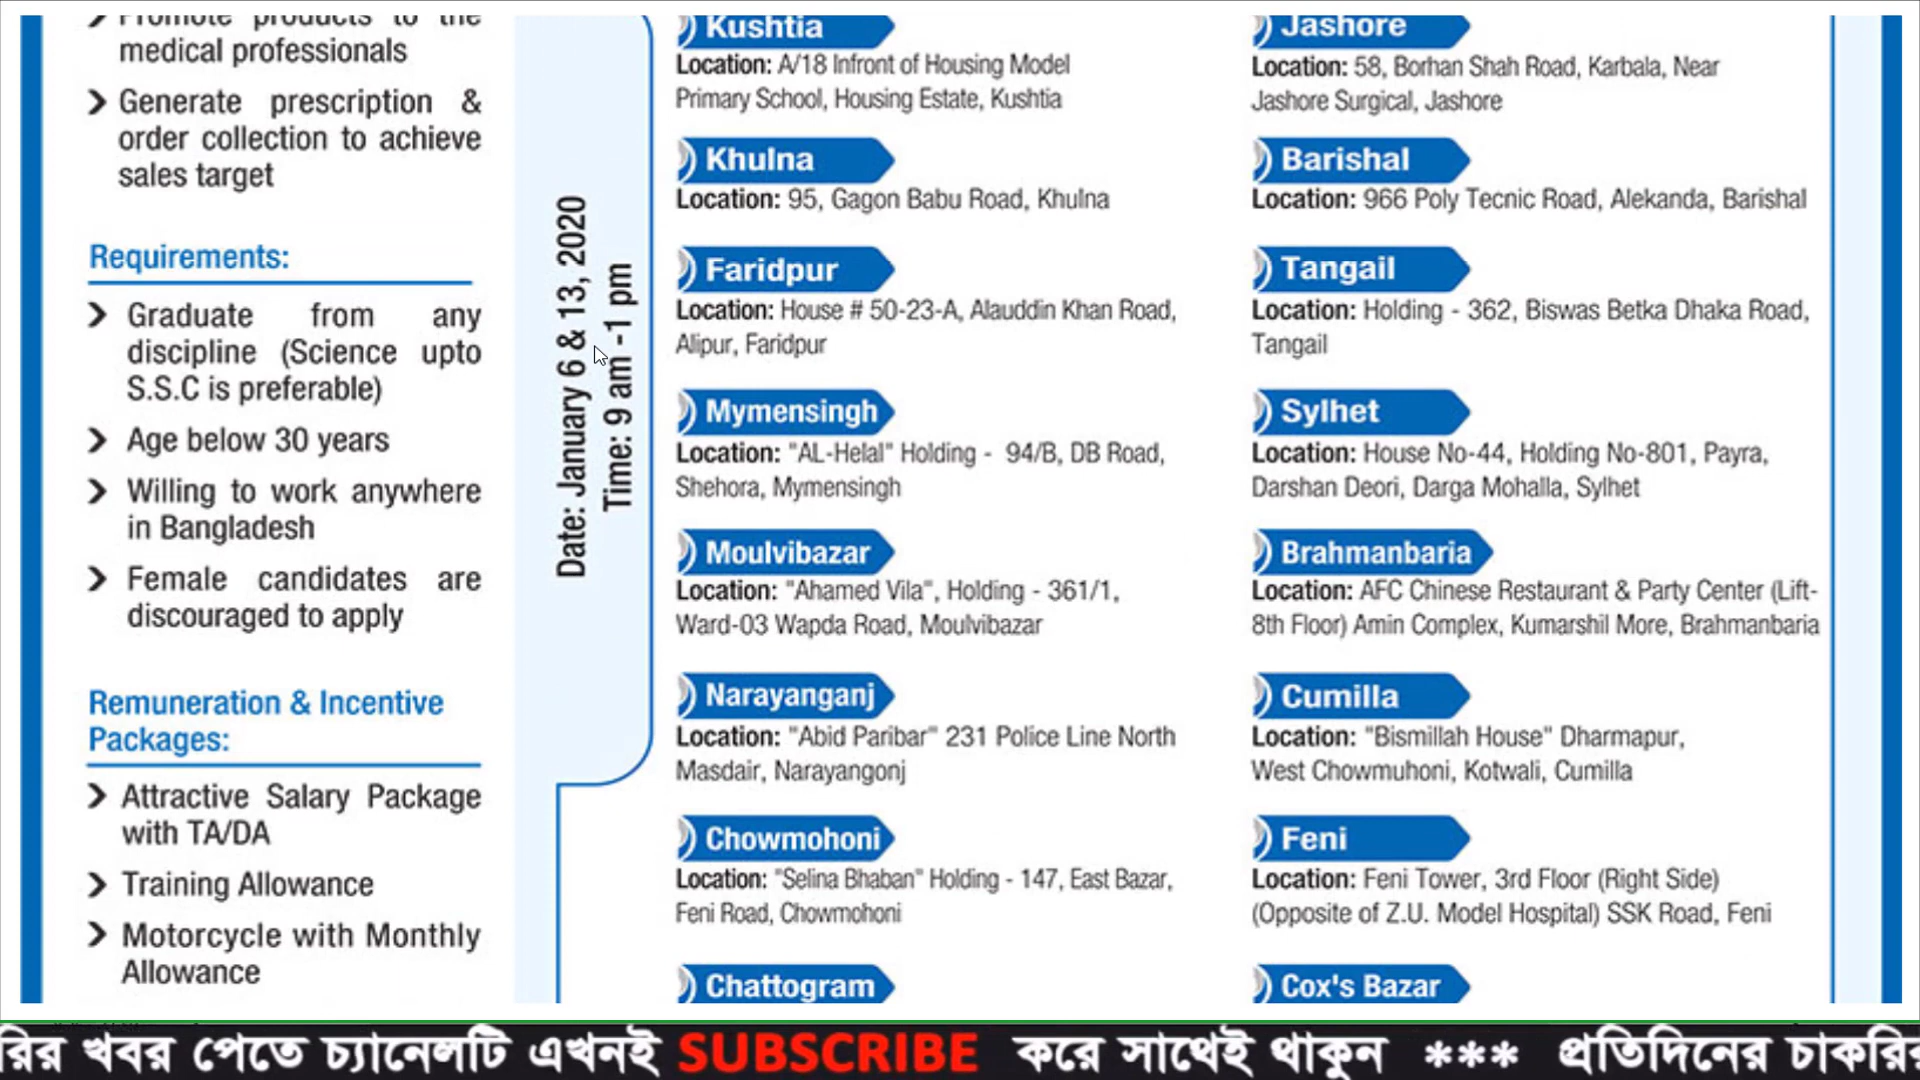 Promote products to the
medical professionals
Generate prescription &
order collection to achieve
sales target
Requirements:
Graduate from any
discipline (Science upto
S.S.C is preferable)
Age below 30 years
Willing to work anywhere
in Bangladesh
Female candidates are
discouraged to apply
Remuneration & Incentive
Packages:
Attractive Salary Package
with TA/DA
Training Allowance
Motorcycle with Monthly
Allowance
Date: January 6 & 13, 2020
Time: 9 am -1 pm
Kushtia
Location: A/18 Infront of Housing Model
Primary School, Housing Estate, Kushtia
Khulna
Location: 95, Gagon Babu Road, Khulna
Faridpur
Location: House # 50-23-A, Alauddin Khan Road,
Alipur, Faridpur
Mymensingh
Location: "AL-Helal" Holding - 94/B, DB Road,
Shehora, Mymensingh
Moulvibazar
Location: "Ahamed Vila", Holding - 361/1,
Ward-03 Wapda Road, Moulvibazar
Narayanganj
Location: "Abid Paribar" 231 Police Line North
Masdair, Narayangonj
Chowmohoni
Location: "Selina Bhaban" Holding - 147, East Bazar,
Feni Road, Chowmohoni
Chattogram
Jashore
Location: 58, Borhan Shah Road, Karbala, Near
Jashore Surgical, Jashore
Barishal
Location: 966 Poly Tecnic Road, Alekanda, Barishal
Tangail
Location: Holding - 362, Biswas Betka Dhaka Road,
Tangail
Sylhet
Location: House No-44, Holding No-801, Payra,
Darshan Deori, Darga Mohalla, Sylhet
Brahmanbaria
Location: AFC Chinese Restaurant & Party Center (Lift-
8th Floor) Amin Complex, Kumarshil More, Brahmanbaria
Cumilla
Location: "Bismillah House" Dharmapur,
West Chowmuhoni, Kotwali, Cumilla
Feni
Location: Feni Tower, 3rd Floor (Right Side)
(Opposite of Z.U. Model Hospital) SSK Road, Feni
Cox's Bazar
রির খবর পেতে চ্যানেলটি এখনই SUBSCRIBE করে সাথেই থাকুন *** প্রতিদিনের চাকরির